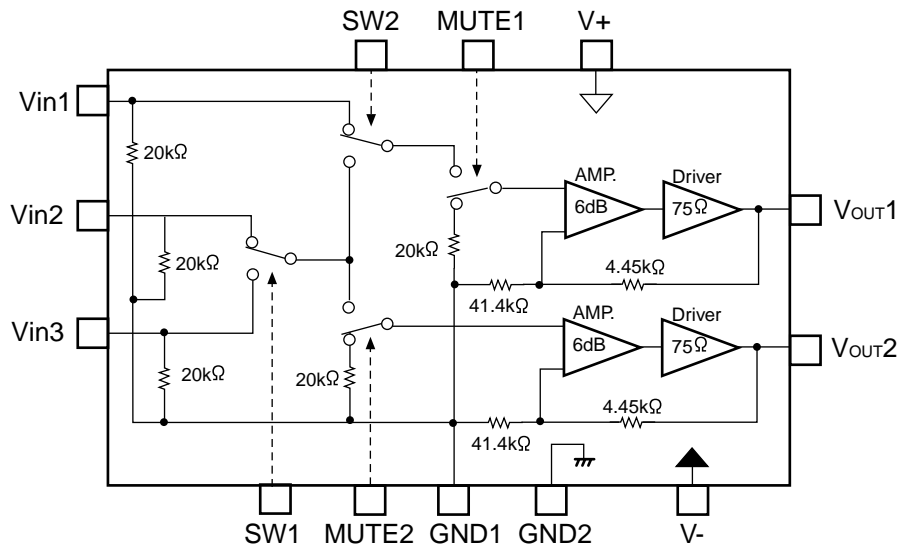 SW2 MUTE1 V+
Vin1
20kΩ
AMP. Driver
6dB 75Ω
Vin2 VOUT1
20kΩ 20kΩ
4.45kΩ
41.4kΩ
AMP. Driver
Vin3 6dB 75Ω VOUT2
20kΩ 20kΩ
4.45kΩ
41.4kΩ
SW1 MUTE2 GND1 GND2 V-